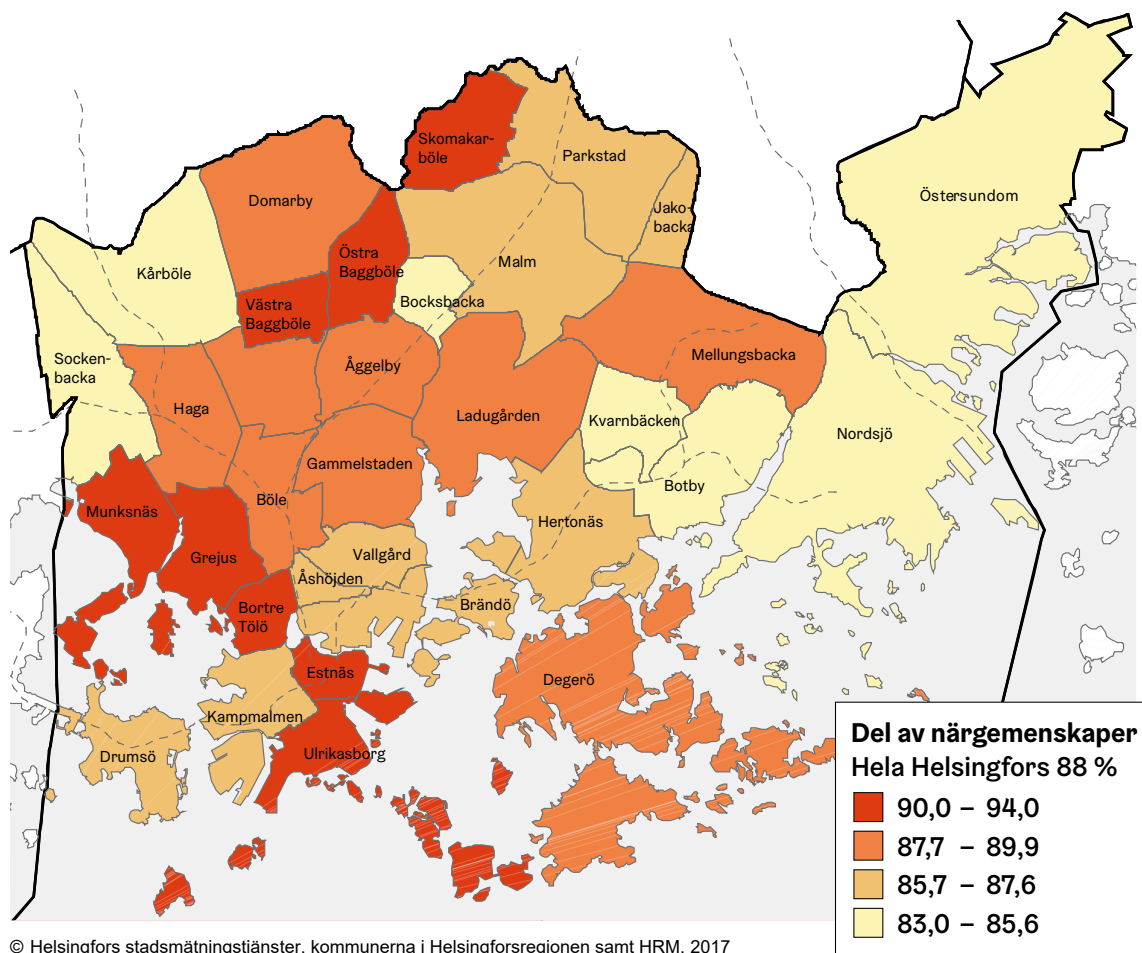 Skomakar-
böle
Parkstad
Domarby
Östersundom
Jako-
backa
Östra
Baggböle
Malm
Kårböle
Bocksbacka
Västra
Baggböle
Socken-
backa
Åggelby
Mellungsbacka
Haga
Ladugården
Kvarnbäcken
Nordsjö
Gammelstaden
Botby
Böle
Munksnäs
Hertonäs
Grejus
Vallgård
Åshöjden
Bortre
Tölö
Brändö
Estnäs
Degerö
Kampmalmen
Drumsö
Ulrikasborg
Del av närgemenskaper
Hela Helsingfors 88 %
90,0 – 94,0
87,7 – 89,9
85,7 – 87,6
83,0 – 85,6
© Helsingfors stadsmätningstjänster, kommunerna i Helsingforsregionen samt HRM, 2017